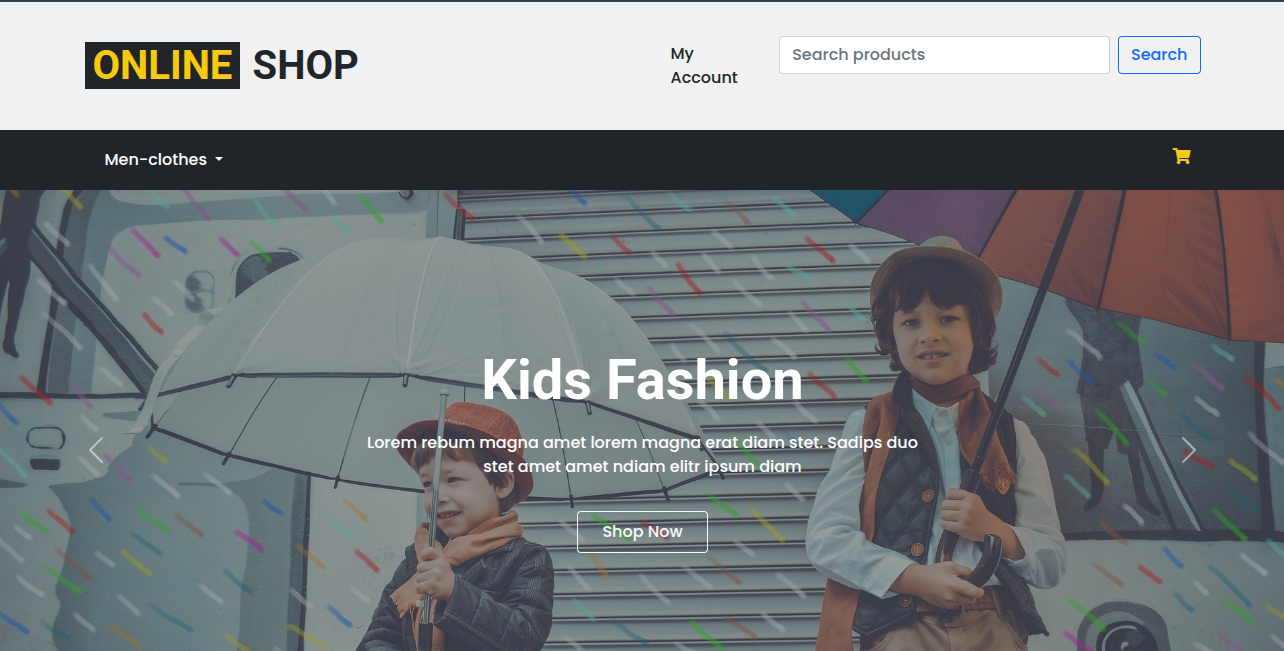 ONLINE SHOP
My
Account
Search products
Search
Men-clothes
Kids Fashion
Lorem rebum magna amet lorem magna erat diam stet. Sadips duo
stet amet amet ndiam elitr ipsum diam
Shop Now